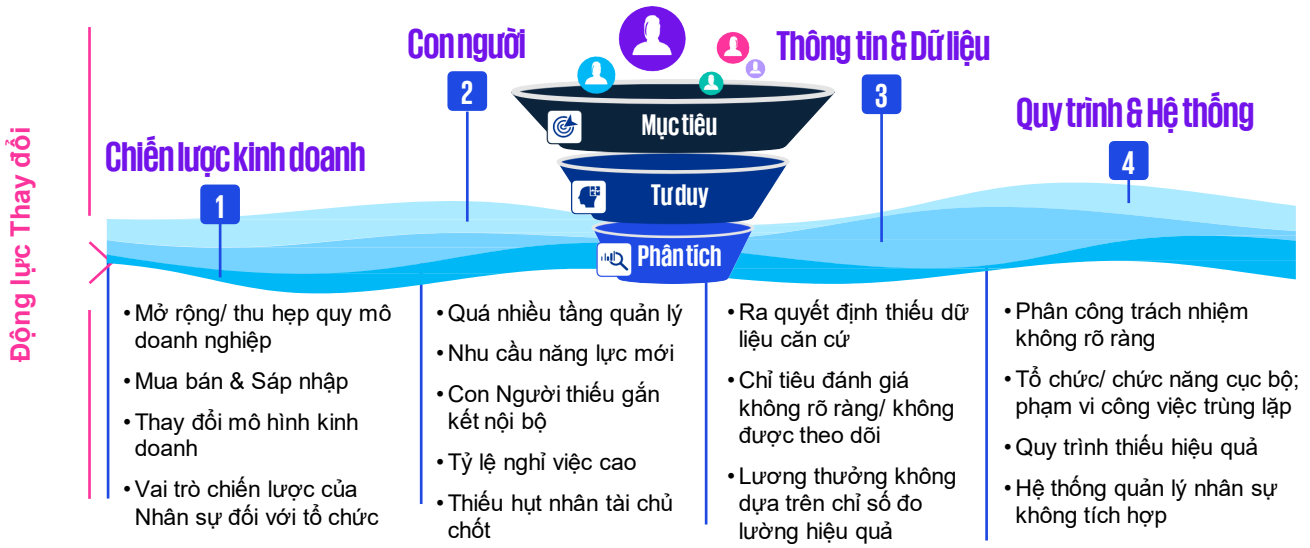 Động lực Thay đổi
Chiến lược kinh doanh
1
• Mở rộng/ thu hẹp quy mô
doanh nghiệp
• Mua bán & Sáp nhập
• Thay đổi mô hình kinh
doanh
• Vai trò chiến lược của
Nhân sự đối với tổ chức
Con người
2
• Quá nhiều tầng quản lý
• Nhu cầu năng lực mới
• Con Người thiếu gắn
kết nội bộ
• Tỷ lệ nghỉ việc cao
• Thiếu hụt nhân tài chủ
chốt
Mục tiêu
Tư duy
Phân tích
Thông tin & Dữ liệu
3
• Ra quyết định thiếu dữ
liệu căn cứ
• Chỉ tiêu đánh giá
không rõ ràng/ không
được theo dõi
• Lương thưởng không
dựa trên chỉ số đo
lường hiệu quả
Quy trình & Hệ thống
4
• Phân công trách nhiệm
không rõ ràng
• Tổ chức/ chức năng cục bộ;
phạm vi công việc trùng lặp
• Quy trình thiếu hiệu quả
• Hệ thống quản lý nhân sự
không tích hợp